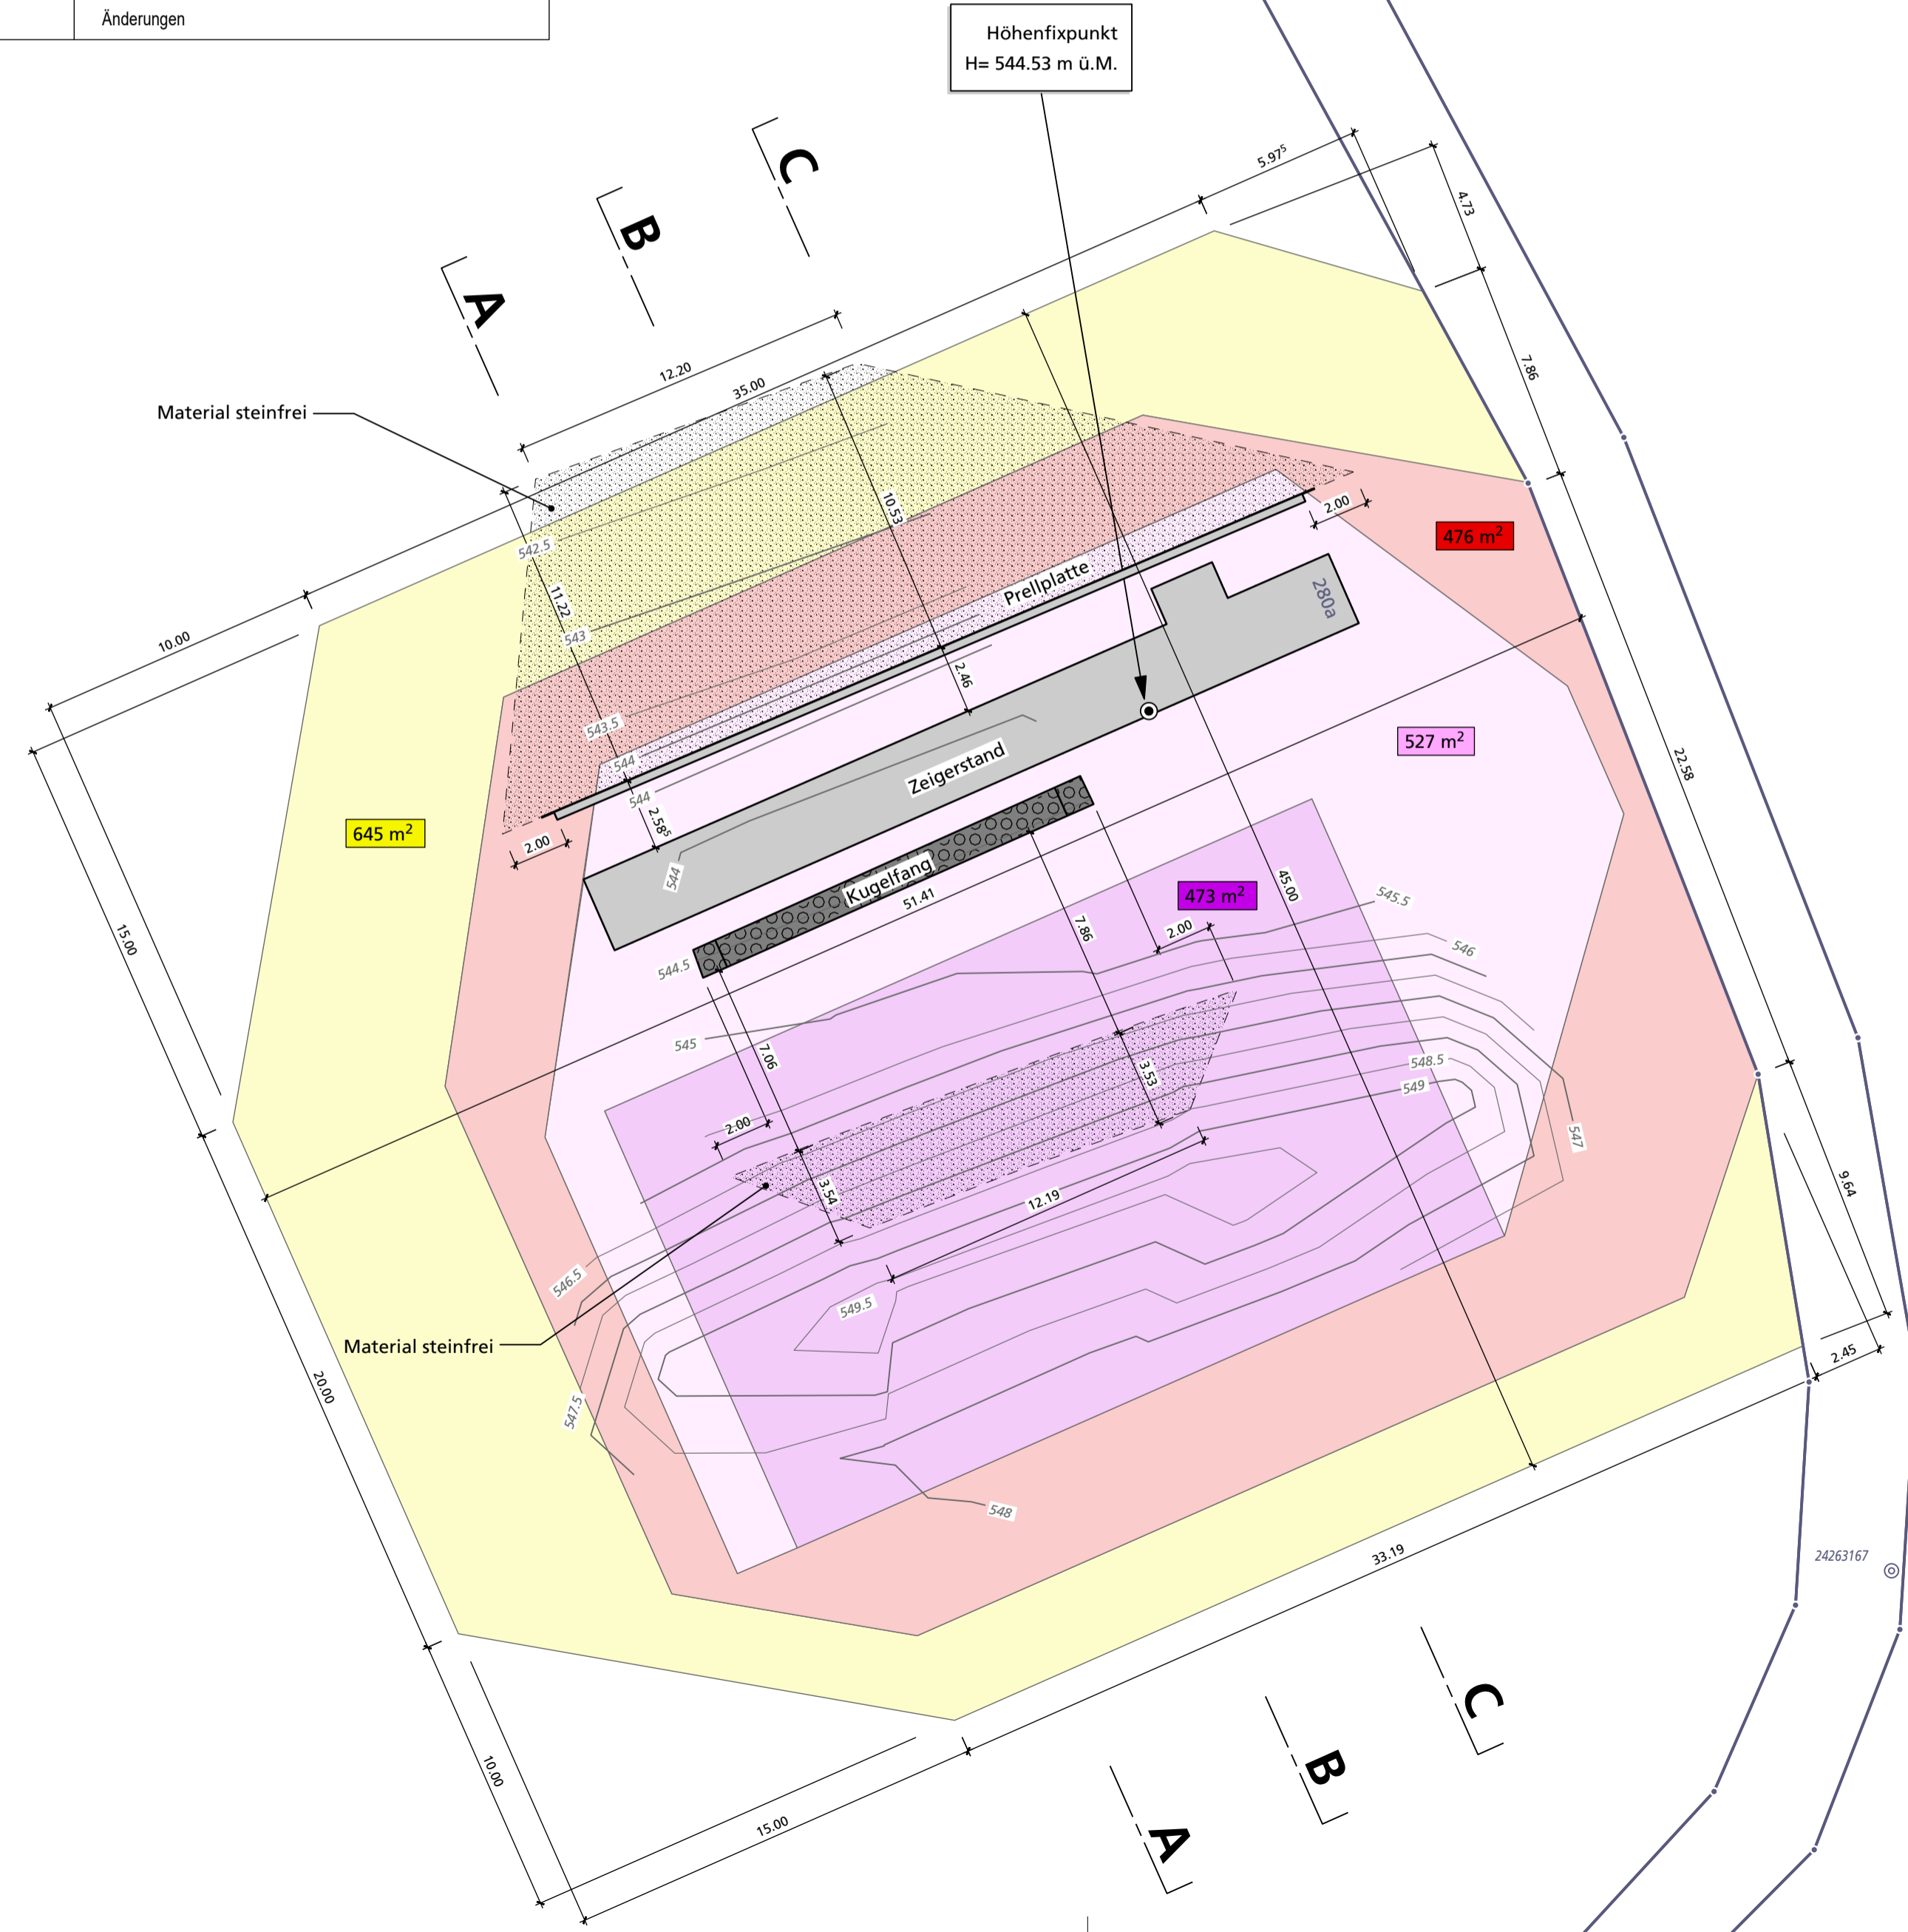 Änderungen
Höhenfixpunkt
H= 544.53 m ü.M.
C
B
A
5.97⁵
4.73
7.86
12.20
35.00
Material steinfrei
10.53
2.00
476 m²
542.5
11.22
Prellplatte
280a
543
10.00
2.46
543.5
527 m²
544
Zeigerstand
22.58
544
2.58⁵
645 m²
2.00
544
Kugelfang
51.41
473 m²
45.00
545.5
7.86
2.00
15.00
546
544.5
545
7.06
548.5
3.53
549
2.00
547
3.54
12.19
9.64
546.5
549.5
Material steinfrei
2.45
20.00
547.5
548
33.19
24263167
C
10.00
B
15.00
A